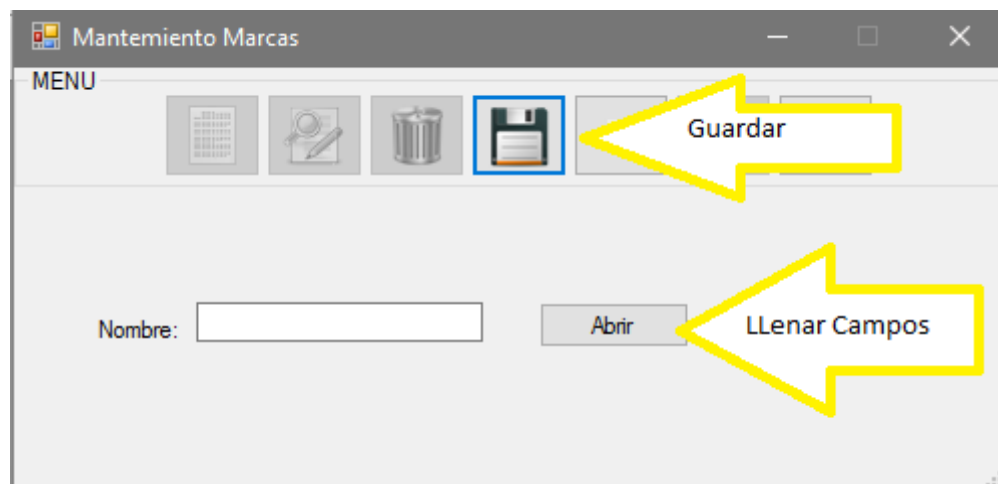 Mantemiento Marcas
MENU
Guardar
Nombre:
Abrir
LLenar Campos